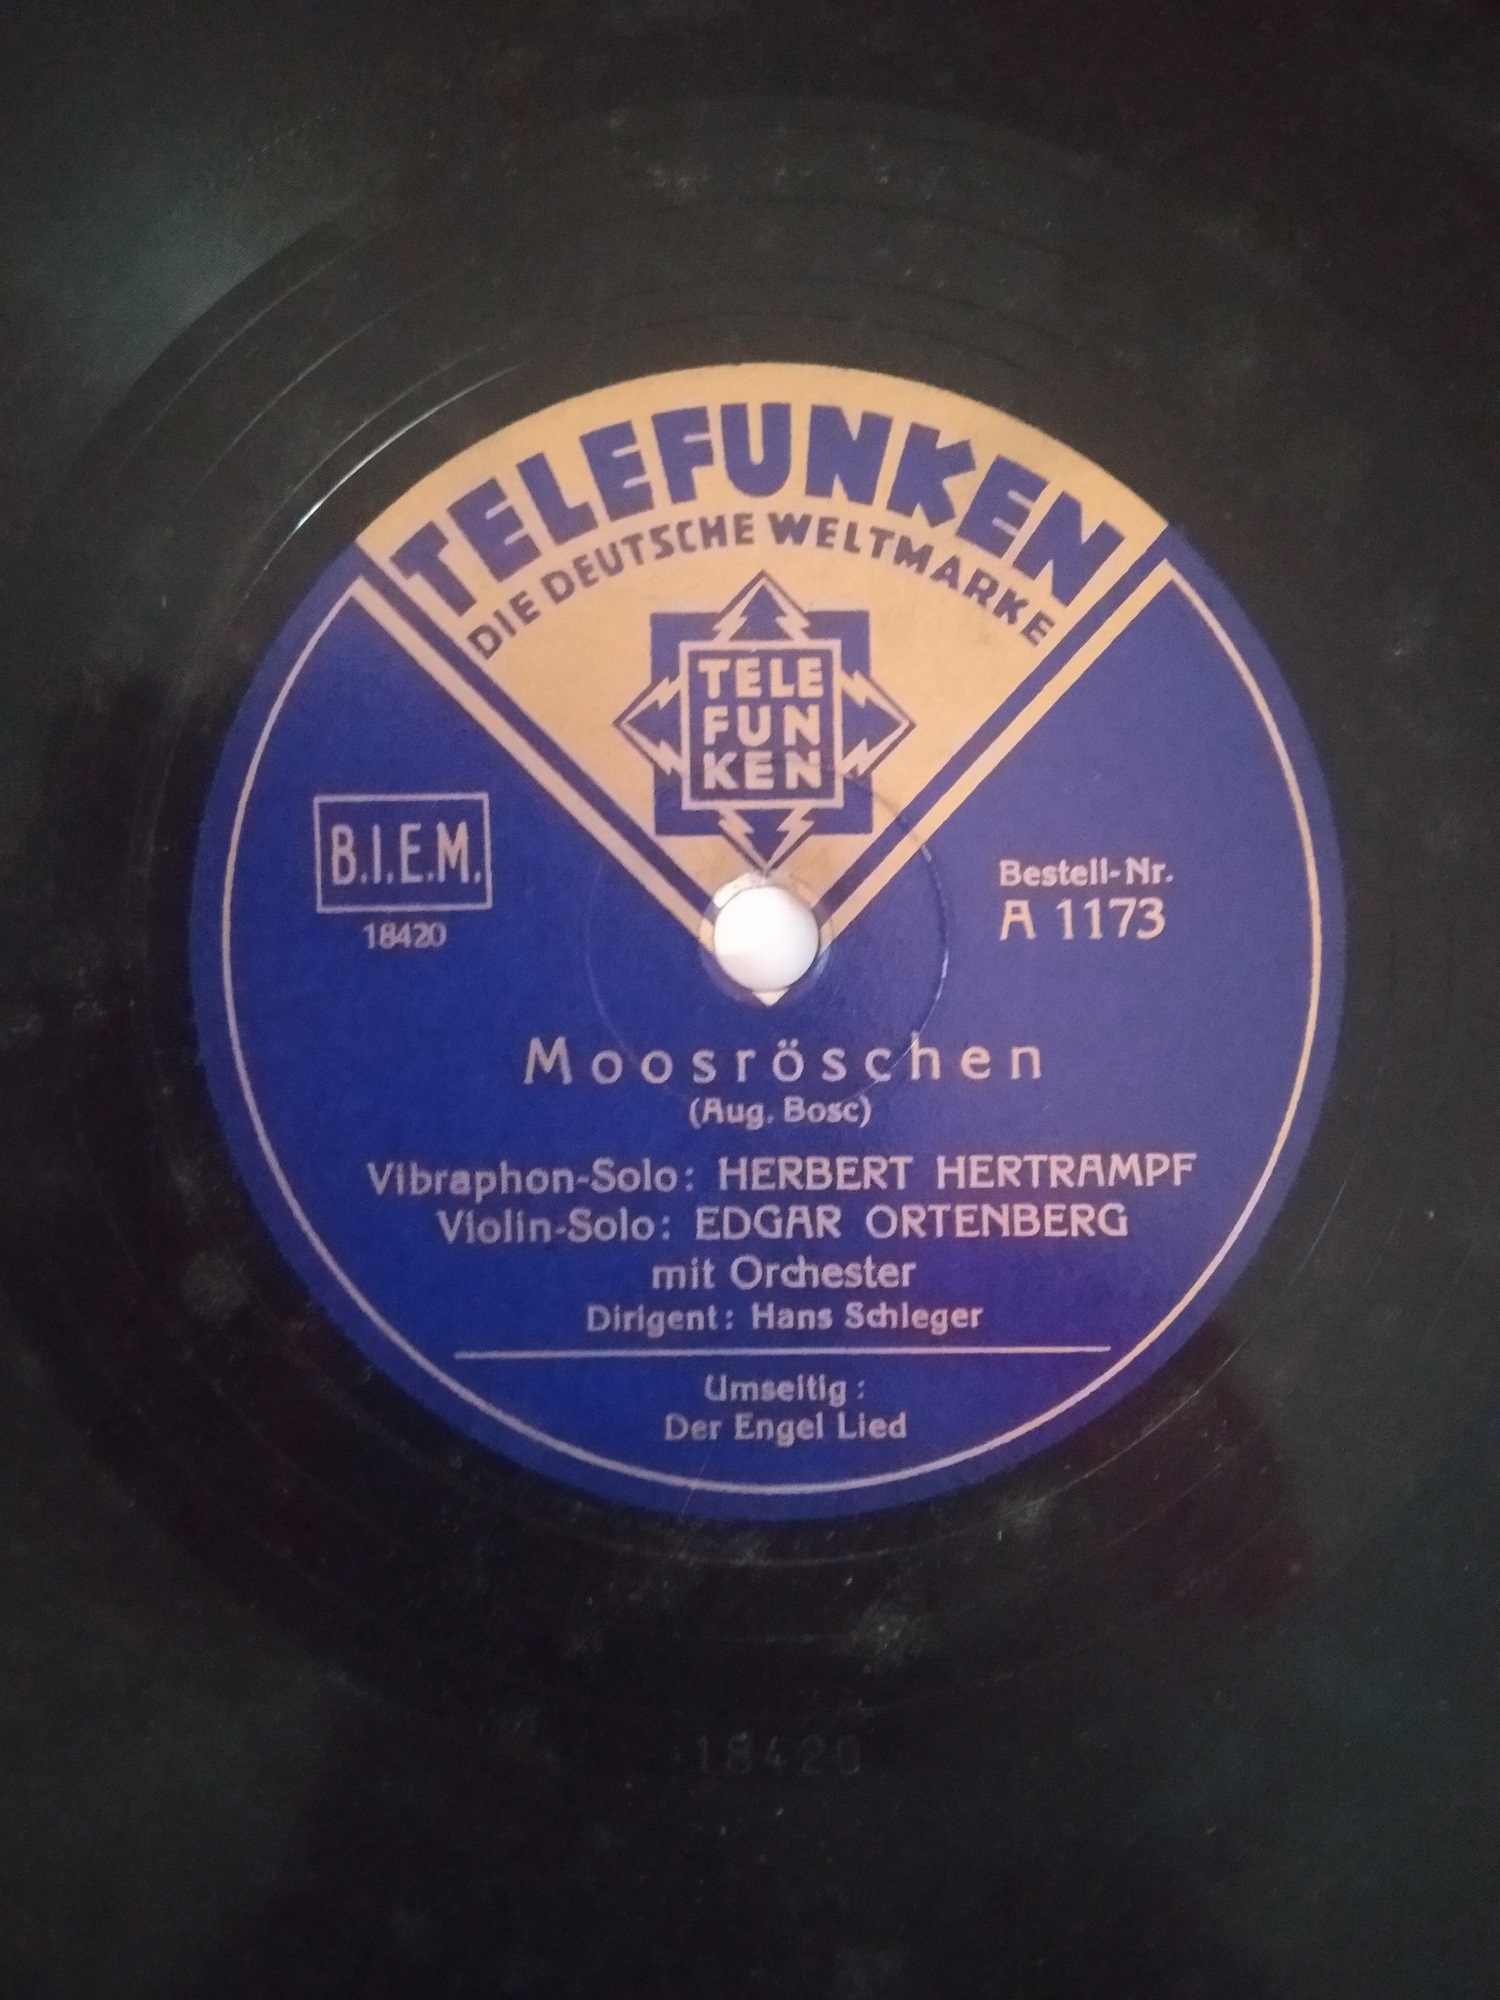 TELEFUNKEN
DIE DEUTSCHE WELTMARKE
TELE
FUN
KEN
B.I.E.M.
18420
Bestell-Nr.
A 1173
Moosröschen
(Aug. Bosc)
Vibraphon-Solo: HERBERT HERTRAMPF
Violin-Solo: EDGAR ORTENBERG
mit Orchester
Dirigent: Hans Schleger
Umseitig:
Der Engel Lied
18420